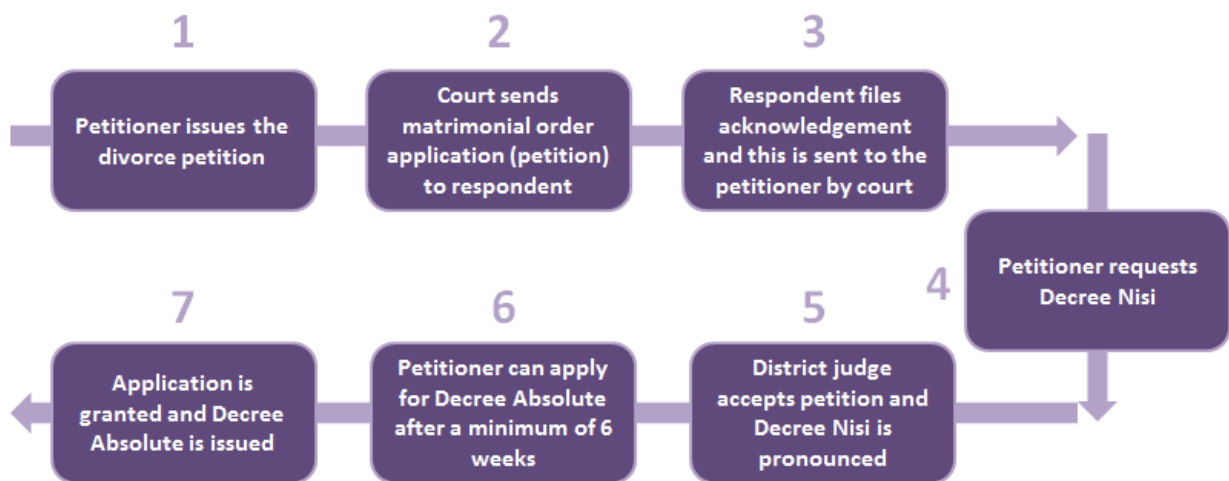 1
Petitioner issues the
divorce petition
2
Court sends
matrimonial order
application (petition)
to respondent
3
Respondent files
acknowledgement
and this is sent to the
petitioner by court
4
Petitioner requests
Decree Nisi
5
District judge
accepts petition and
Decree Nisi is
pronounced
6
Petitioner can apply
for Decree Absolute
after a minimum of 6
weeks
7
Application is
granted and Decree
Absolute is issued